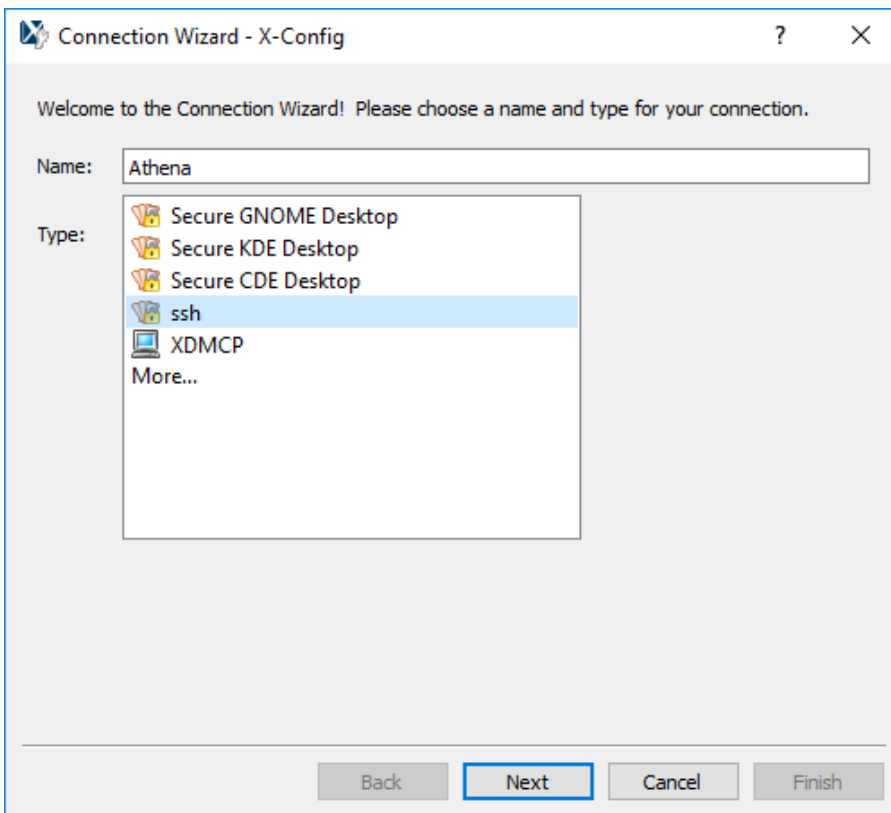 Connection Wizard - X-Config
Welcome to the Connection Wizard! Please choose a name and type for your connection.
Name: Athena
Type:
Secure GNOME Desktop
Secure KDE Desktop
Secure CDE Desktop
ssh
XDMCP
More...
Back Next Cancel Finish